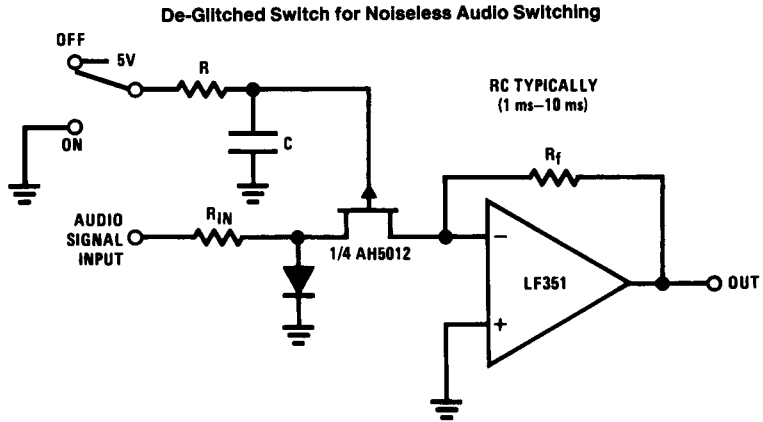 De-Glitched Switch for Noiseless Audio Switching
OFF
5V
R
RC TYPICALLY
(1 ms–10 ms)
ON
C
Rf
AUDIO
SIGNAL
INPUT
RIN
1/4 AH5012
−
LF351
OUT
+